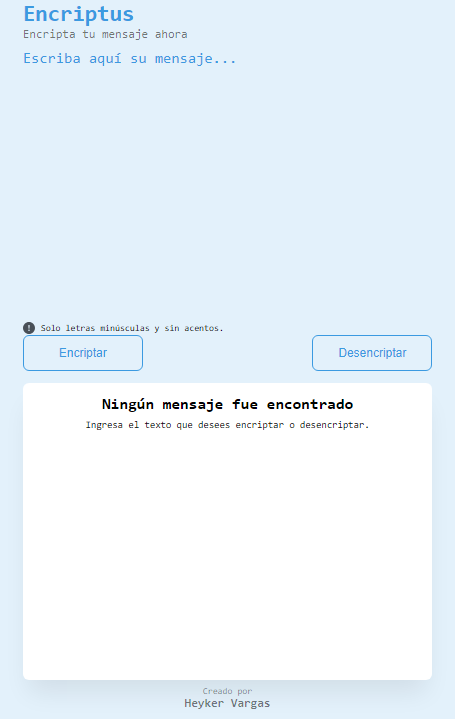 Encriptus
Encripta tu mensaje ahora
Escriba aquí su mensaje...
! Solo letras minúsculas y sin acentos.
Encriptar
Desencriptar
Ningún mensaje fue encontrado
Ingresa el texto que desees encriptar o desencriptar.
Creado por
Heyker Vargas